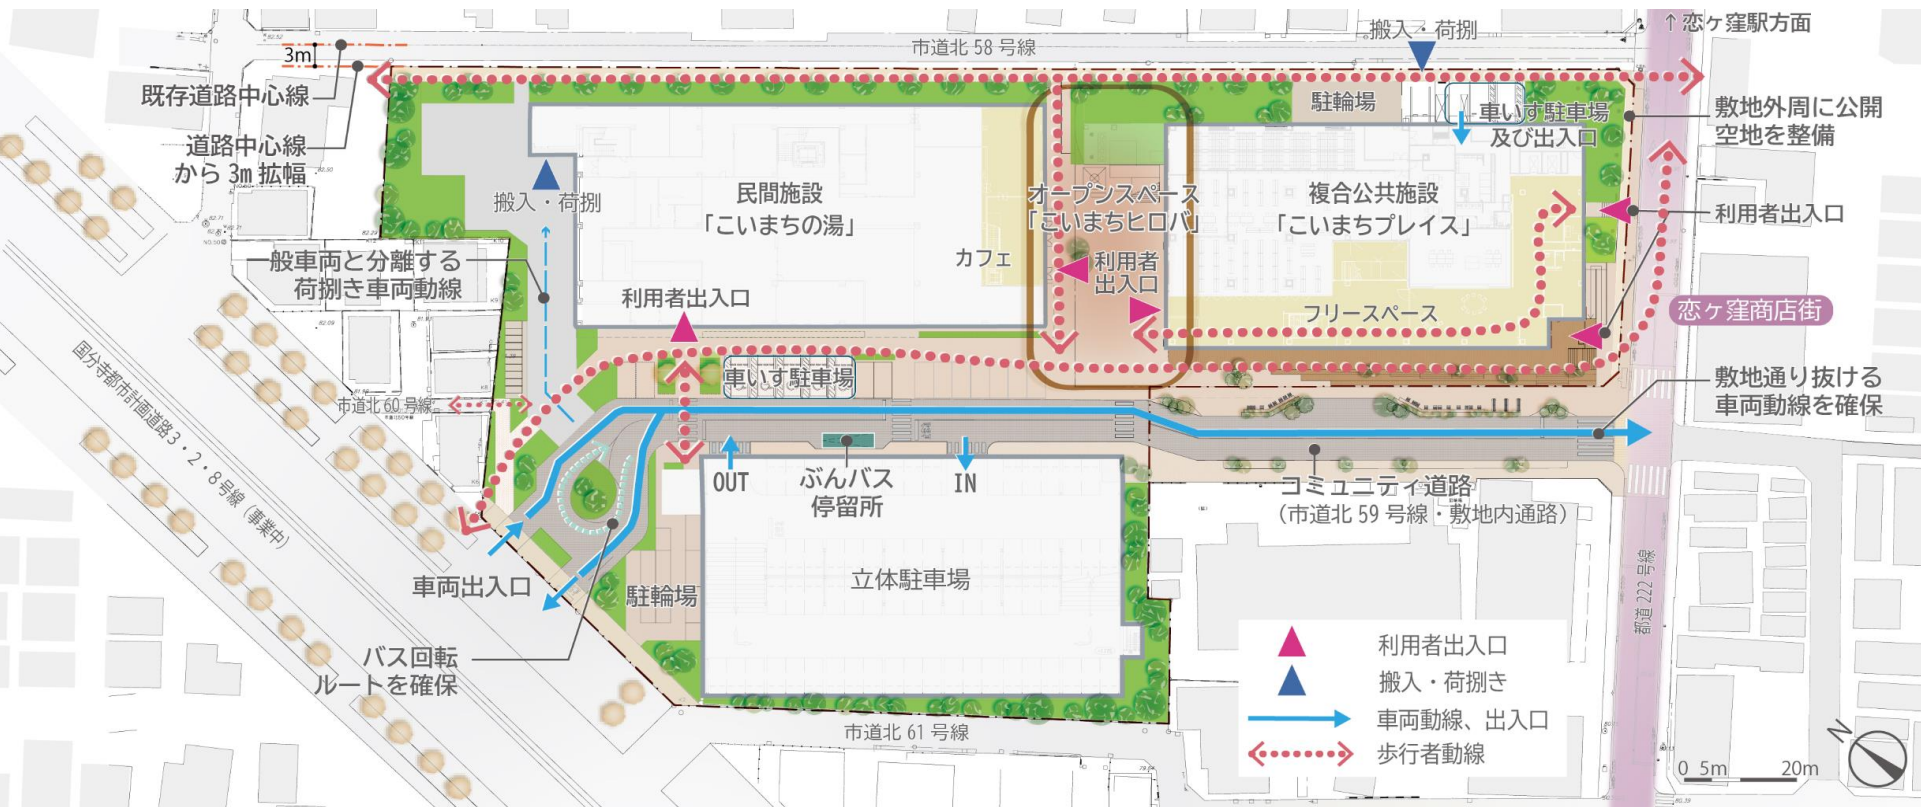 ↑恋ヶ窪駅方面
搬入・荷捌
市道北 58 号線
3m
既存道路中心線
道路中心線
から 3m 拡幅
駐輪場
車いす駐車場
及び出入口
敷地外周に公開
空地を整備
搬入・荷捌
民間施設
「こいまちの湯」
オープンスペース
「こいまちヒロバ」
複合公共施設
「こいまちプレイス」
利用者出入口
カフェ
一般車両と分離する
荷捌き車両動線
利用者
出入口
利用者出入口
フリースペース
恋ヶ窪商店街
車いす駐車場
敷地通り抜ける
車両動線を確保
市道北 60 号線
国分寺都市計画道路3・2・8号線（事業中）
OUT
ぶんバス
停留所
IN
コミュニティ道路
（市道北 59 号線・敷地内通路）
車両出入口
駐輪場
立体駐車場
都道 222 号線
バス回転
ルートを確保
市道北 61 号線
利用者出入口
搬入・荷捌き
車両動線、出入口
歩行者動線
N
0 5m 20m